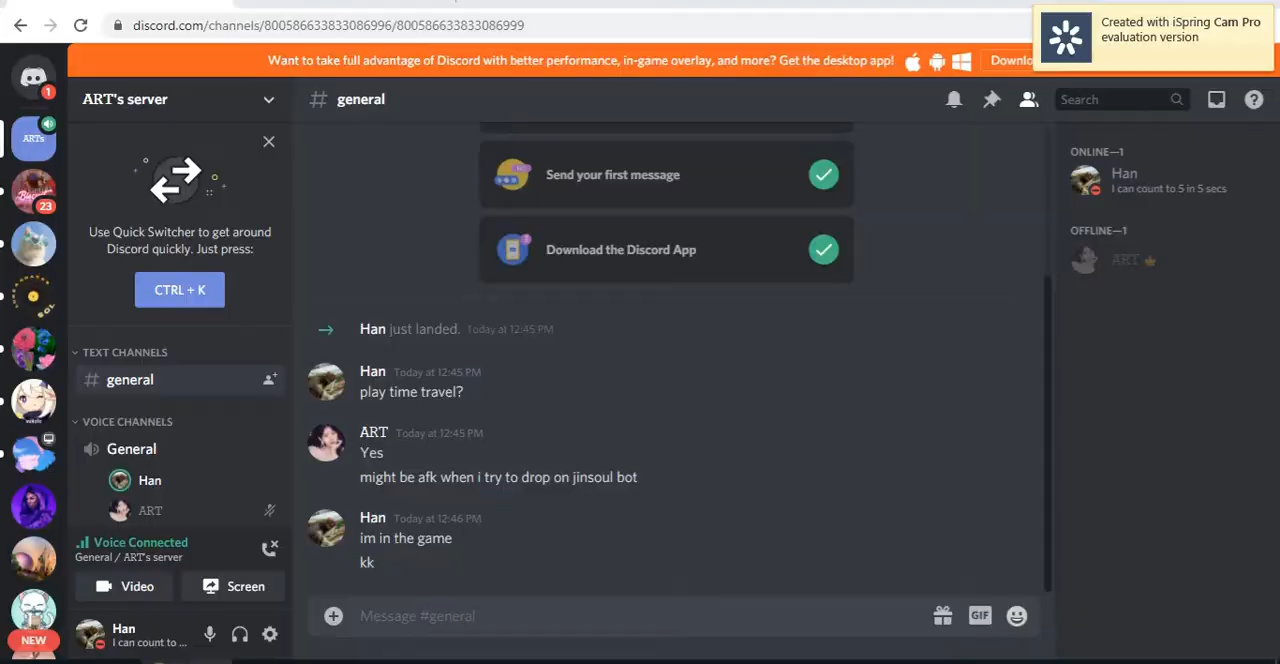 discord.com/channels/800586633833086996/800586633833086999
Created with iSpring Cam Pro
evaluation version
Want to take full advantage of Discord with better performance, in-game overlay, and more? Get the desktop app!
Downlo
1
ART's server
general
Search
ARTs
23
Use Quick Switcher to get around
Discord quickly. Just press:
CTRL + K
TEXT CHANNELS
general
VOICE CHANNELS
General
Han
ART
Voice Connected
General / ART's server
Video
Screen
Han
I can count to ...
NEW
Send your first message
Download the Discord App
Han just landed. Today at 12:45 PM
Han Today at 12:45 PM
play time travel?
ART Today at 12:45 PM
Yes
might be afk when i try to drop on jinsoul bot
Han Today at 12:46 PM
im in the game
kk
Message #general
GIF
ONLINE—1
Han
I can count to 5 in 5 secs
OFFLINE—1
ART